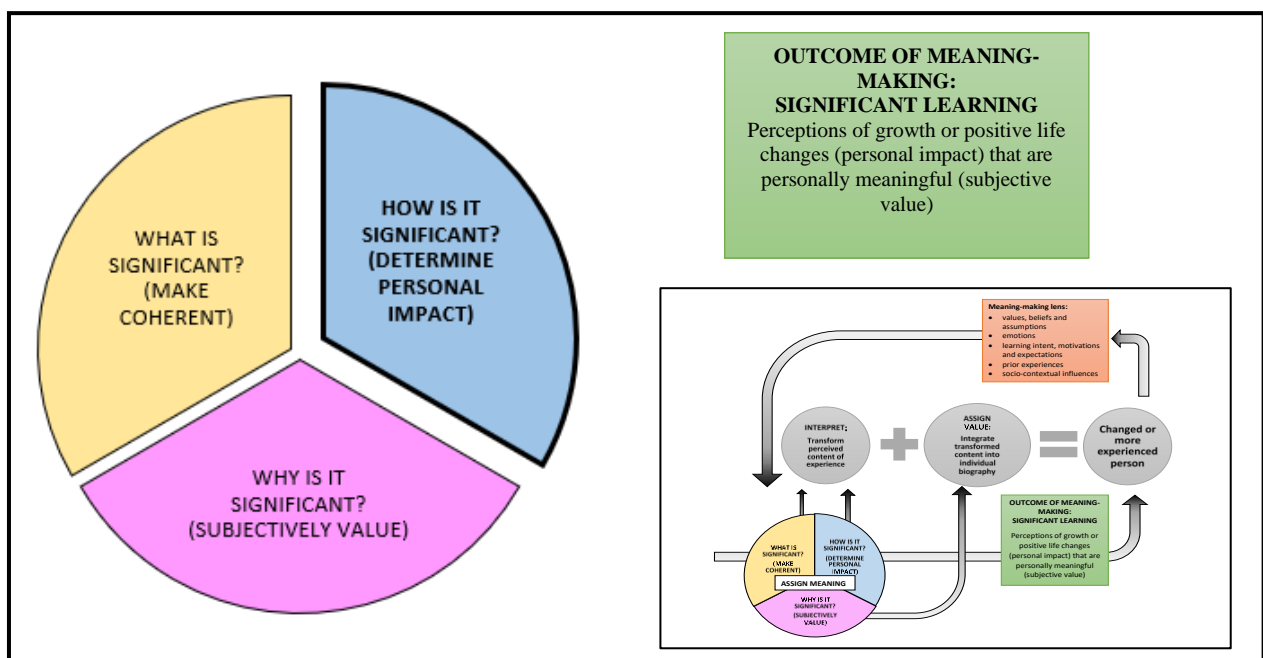 WHAT IS
SIGNIFICANT?
(MAKE
COHERENT)
HOW IS IT
SIGNIFICANT?
(DETERMINE
PERSONAL
IMPACT)
WHY IS IT
SIGNIFICANT?
(SUBJECTIVELY VALUE)
OUTCOME OF MEANING-
MAKING:
SIGNIFICANT LEARNING
Perceptions of growth or positive life
changes (personal impact) that are
personally meaningful (subjective
value)
Meaning-making lens:
• values, beliefs and
assumptions
• emotions
• learning intent, motivations
and expectations
• prior experiences
• socio-contextual influences
INTERPRET;
Transform
perceived
content of
experience
ASSIGN
VALUE:
Integrate
transformed
content into
individual
biography
Changed or
more
experienced
person
WHAT IS
SIGNIFICANT?
(MAKE
COHERENT)
HOW IS IT
SIGNIFICANT?
(DETERMINE
PERSONAL
IMPACT)
ASSIGN MEANING
WHY IS IT
SIGNIFICANT?
(SUBJECTIVELY
VALUE)
OUTCOME OF MEANING-
MAKING:
SIGNIFICANT LEARNING
Perceptions of growth or
positive life changes
(personal impact) that are
personally meaningful
(subjective value)